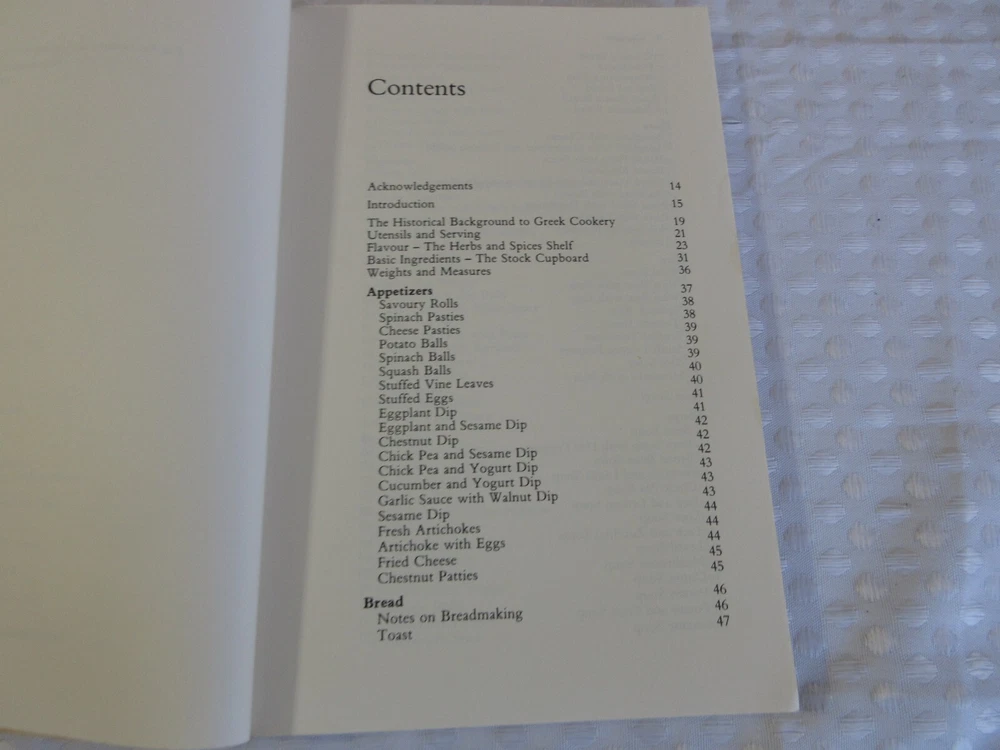 Contents
Acknowledgements 14
Introduction 15
The Historical Background to Greek Cookery 19
Utensils and Serving 21
Flavour – The Herbs and Spices Shelf 23
Basic Ingredients – The Stock Cupboard 31
Weights and Measures 36
Appetizers 37
Savoury Rolls 38
Spinach Pasties 38
Cheese Pasties 39
Potato Balls 39
Spinach Balls 39
Squash Balls 40
Stuffed Vine Leaves 40
Stuffed Eggs 41
Eggplant Dip 41
Eggplant and Sesame Dip 42
Chestnut Dip 42
Chick Pea and Sesame Dip 42
Chick Pea and Yogurt Dip 43
Cucumber and Yogurt Dip 43
Garlic Sauce with Walnut Dip 43
Sesame Dip 44
Fresh Artichokes 44
Artichoke with Eggs 44
Fried Cheese 45
Chestnut Patties 45
Bread 46
Notes on Breadmaking 46
Toast 47